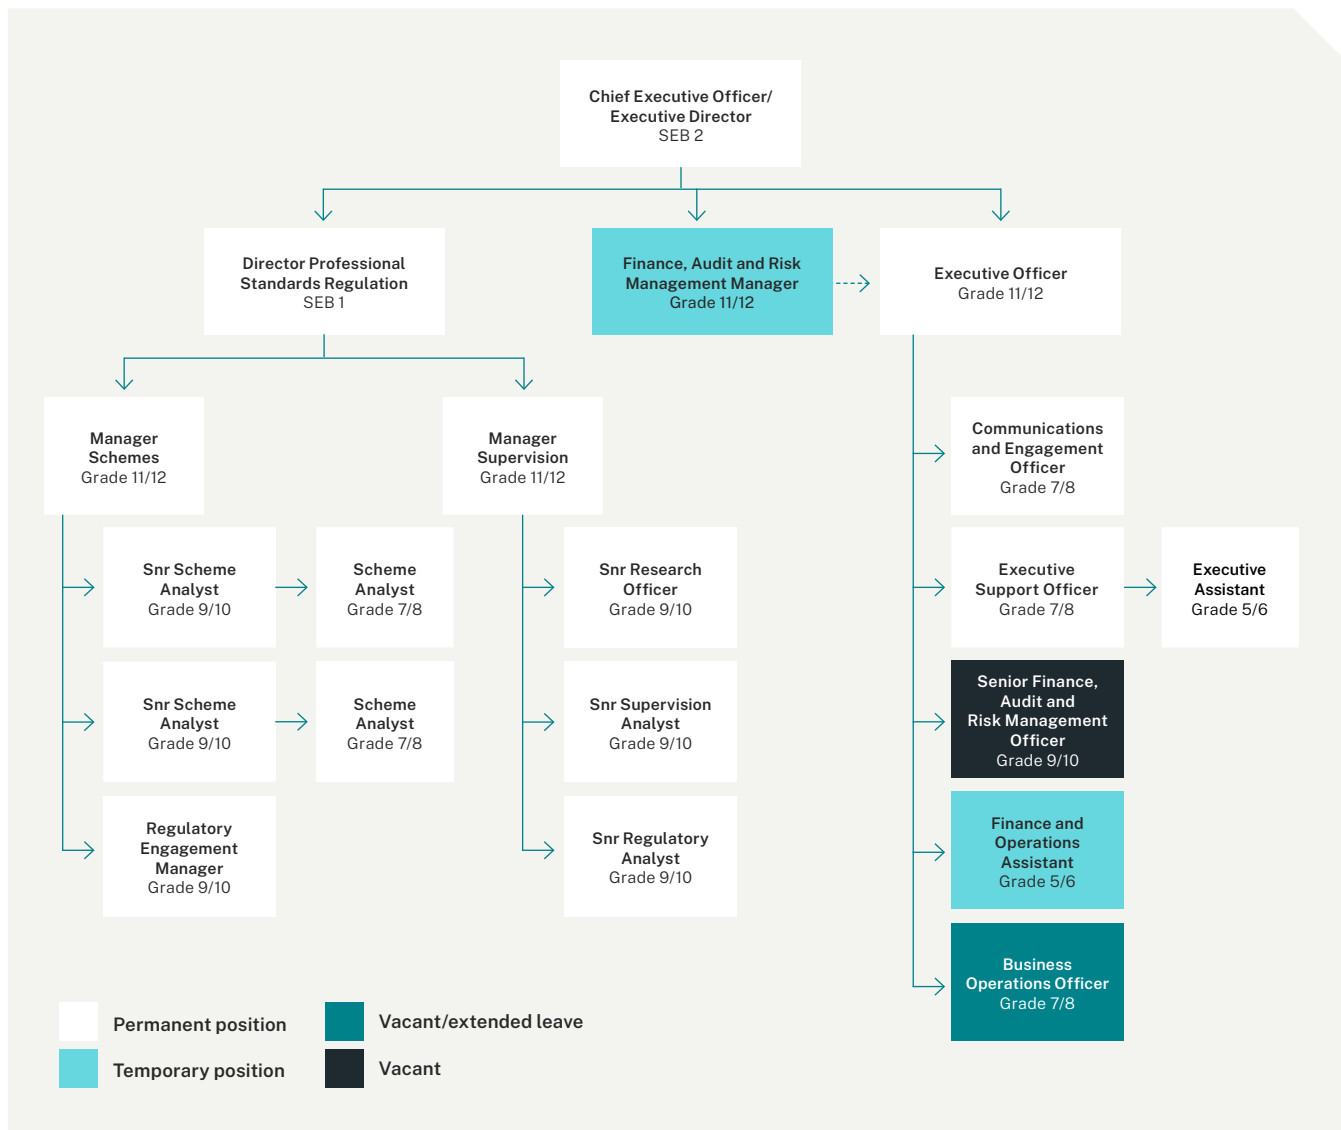 Chief Executive Officer/
Executive Director
SEB 2
Director Professional
Standards Regulation
SEB 1
Finance, Audit and Risk
Management Manager
Grade 11/12
Executive Officer
Grade 11/12
Manager
Schemes
Grade 11/12
Manager
Supervision
Grade 11/12
Communications
and Engagement
Officer
Grade 7/8
Snr Scheme
Analyst
Grade 9/10
Scheme
Analyst
Grade 7/8
Snr Research
Officer
Grade 9/10
Executive
Support Officer
Grade 7/8
Executive
Assistant
Grade 5/6
Snr Scheme
Analyst
Grade 9/10
Scheme
Analyst
Grade 7/8
Snr Supervision
Analyst
Grade 9/10
Senior Finance,
Audit and
Risk Management
Officer
Grade 9/10
Regulatory
Engagement
Manager
Grade 9/10
Snr Regulatory
Analyst
Grade 9/10
Finance and
Operations
Assistant
Grade 5/6
Business
Operations Officer
Grade 7/8
Permanent position
Vacant/extended leave
Temporary position
Vacant